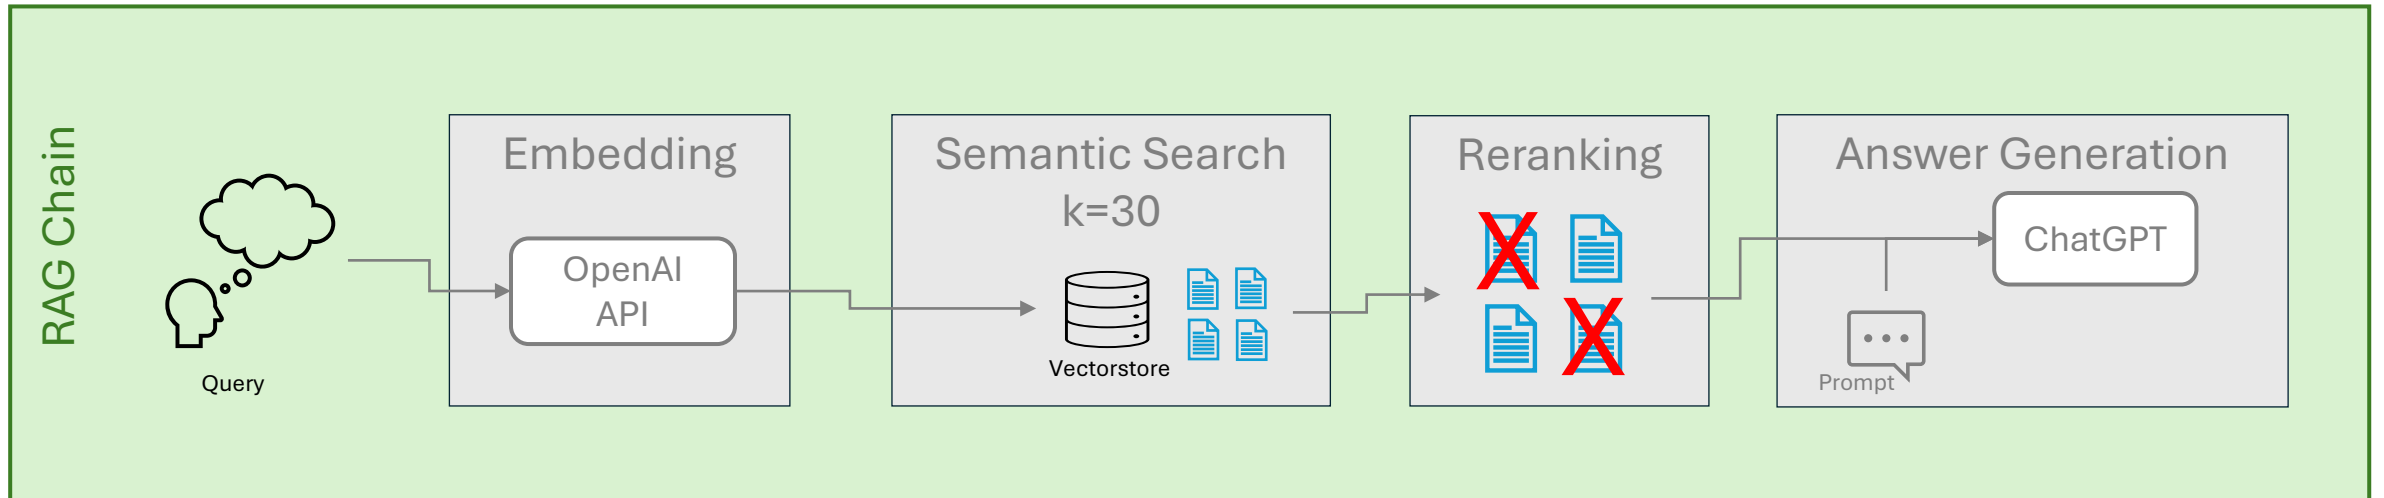 RAG Chain
Query
Embedding
OpenAI
API
Semantic Search
k=30
Vectorstore
Reranking
Answer Generation
ChatGPT
Prompt